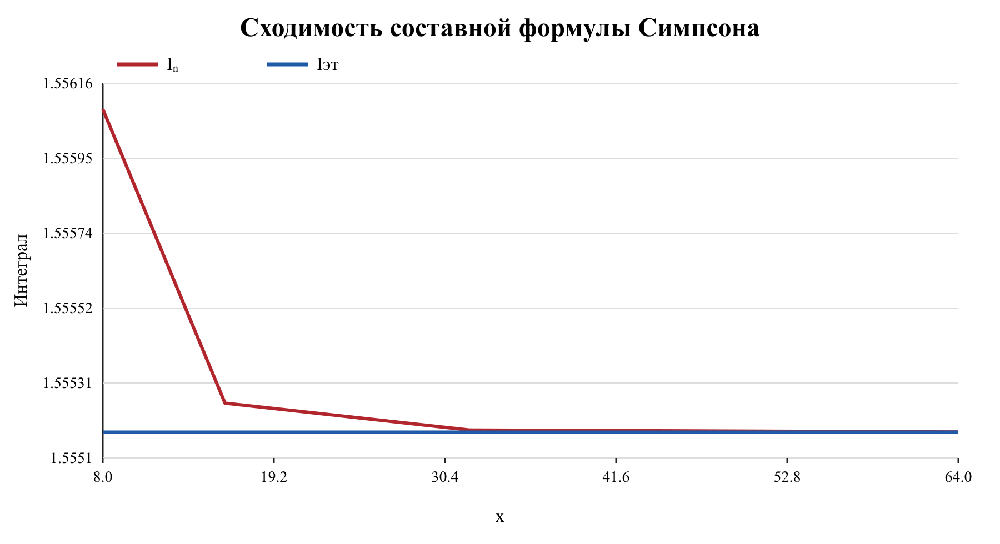 Сходимость составной формулы Симпсона
Iₙ Iэт
1.55616
1.55595
1.55574
1.55552
1.55531
1.5551
Интеграл
8.0 19.2 30.4 41.6 52.8 64.0
x